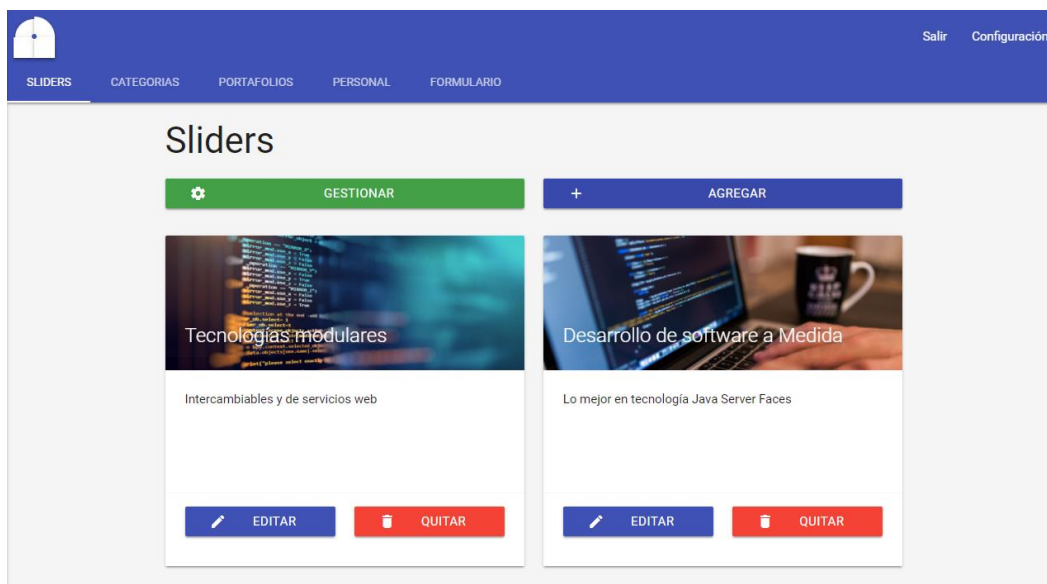 Salir Configuración
SLIDERS CATEGORIAS PORTAFOLIOS PERSONAL FORMULARIO
Sliders
GESTIONAR
AGREGAR
Tecnologías modulares
Desarrollo de software a Medida
Intercambiables y de servicios web
Lo mejor en tecnología Java Server Faces
EDITAR QUITAR
EDITAR QUITAR